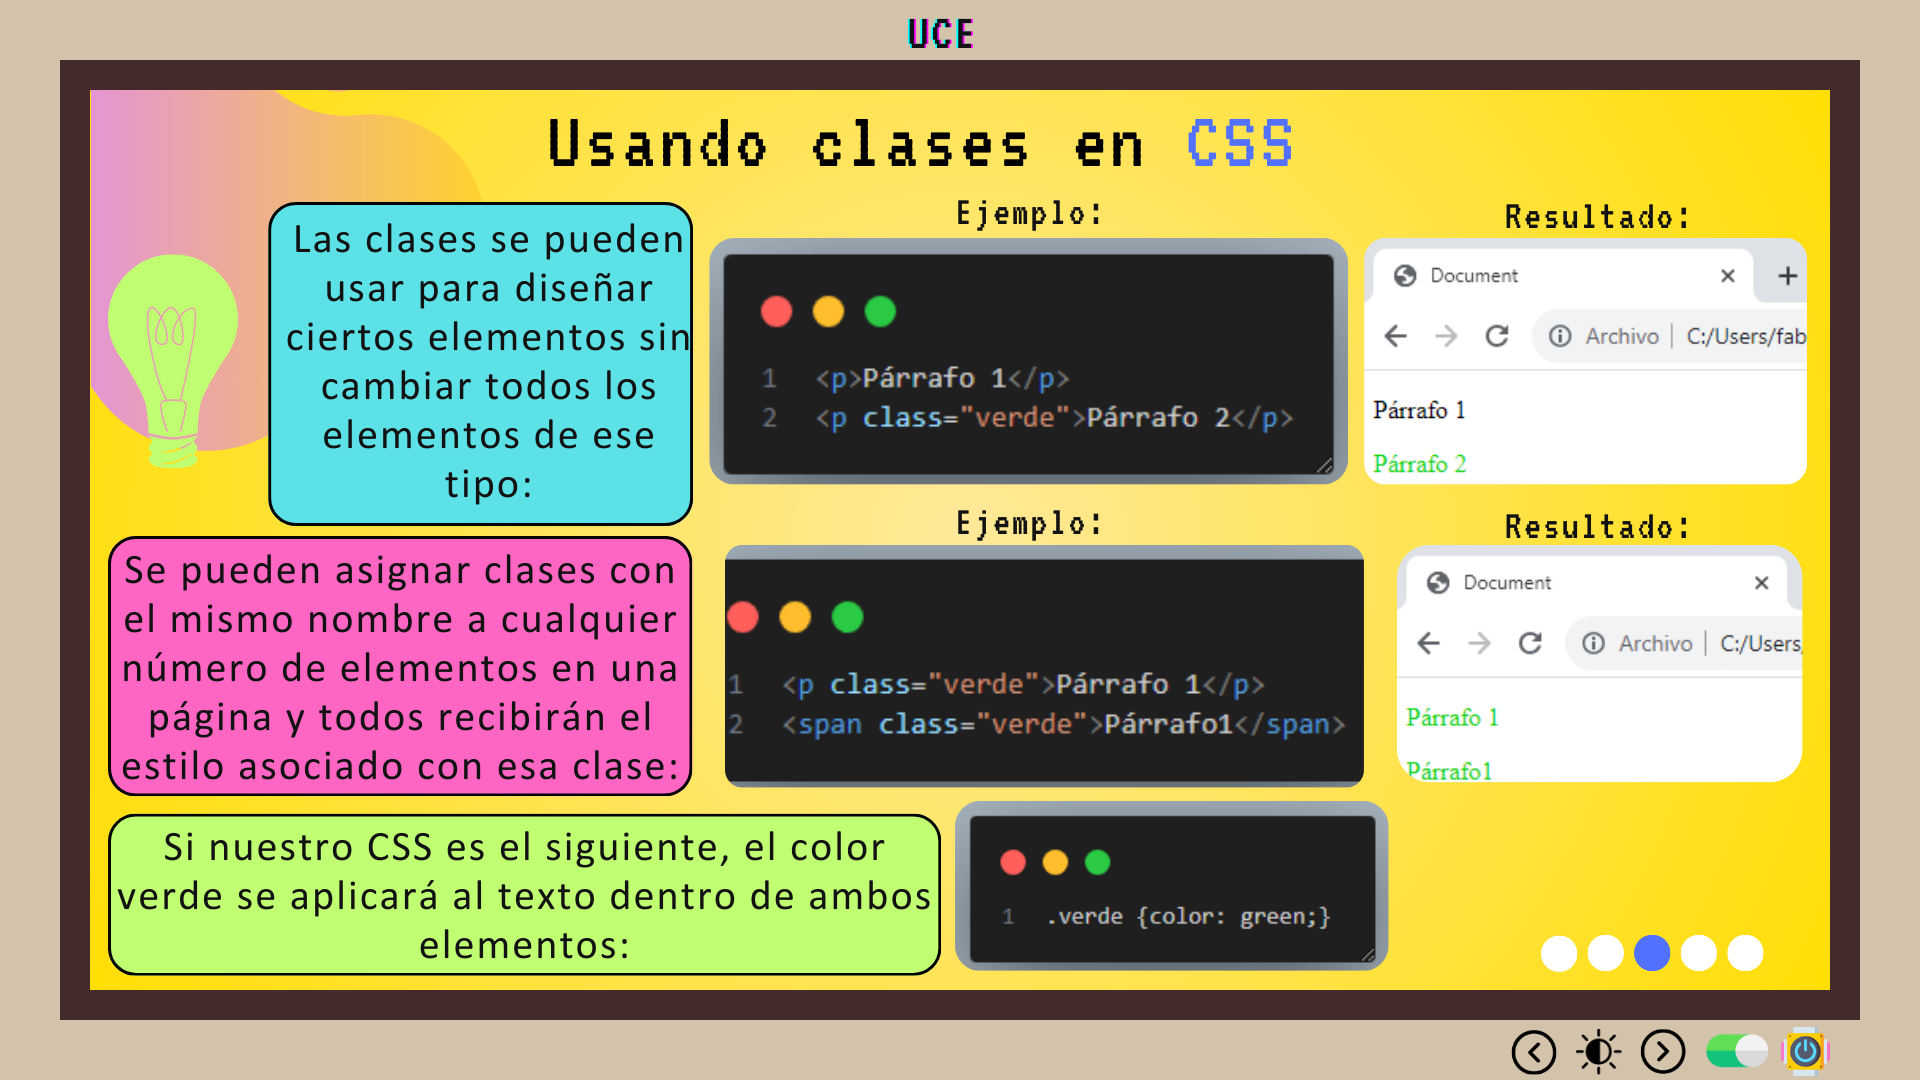 UCE
Usando clases en CSS
Las clases se pueden
usar para diseñar
ciertos elementos sin
cambiar todos los
elementos de ese
tipo:
Ejemplo:
1 <p>Párrafo 1</p>
2 <p class="verde">Párrafo 2</p>
Resultado:
Document
Archivo | C:/Users/fab
Párrafo 1
Párrafo 2
Se pueden asignar clases con
el mismo nombre a cualquier
número de elementos en una
página y todos recibirán el
estilo asociado con esa clase:
Ejemplo:
1 <p class="verde">Párrafo 1</p>
2 <span class="verde">Párrafo1</span>
Resultado:
Document
Archivo | C:/Users/
Párrafo 1
Párrafo1
Si nuestro CSS es el siguiente, el color
verde se aplicará al texto dentro de ambos
elementos:
1 .verde {color: green;}